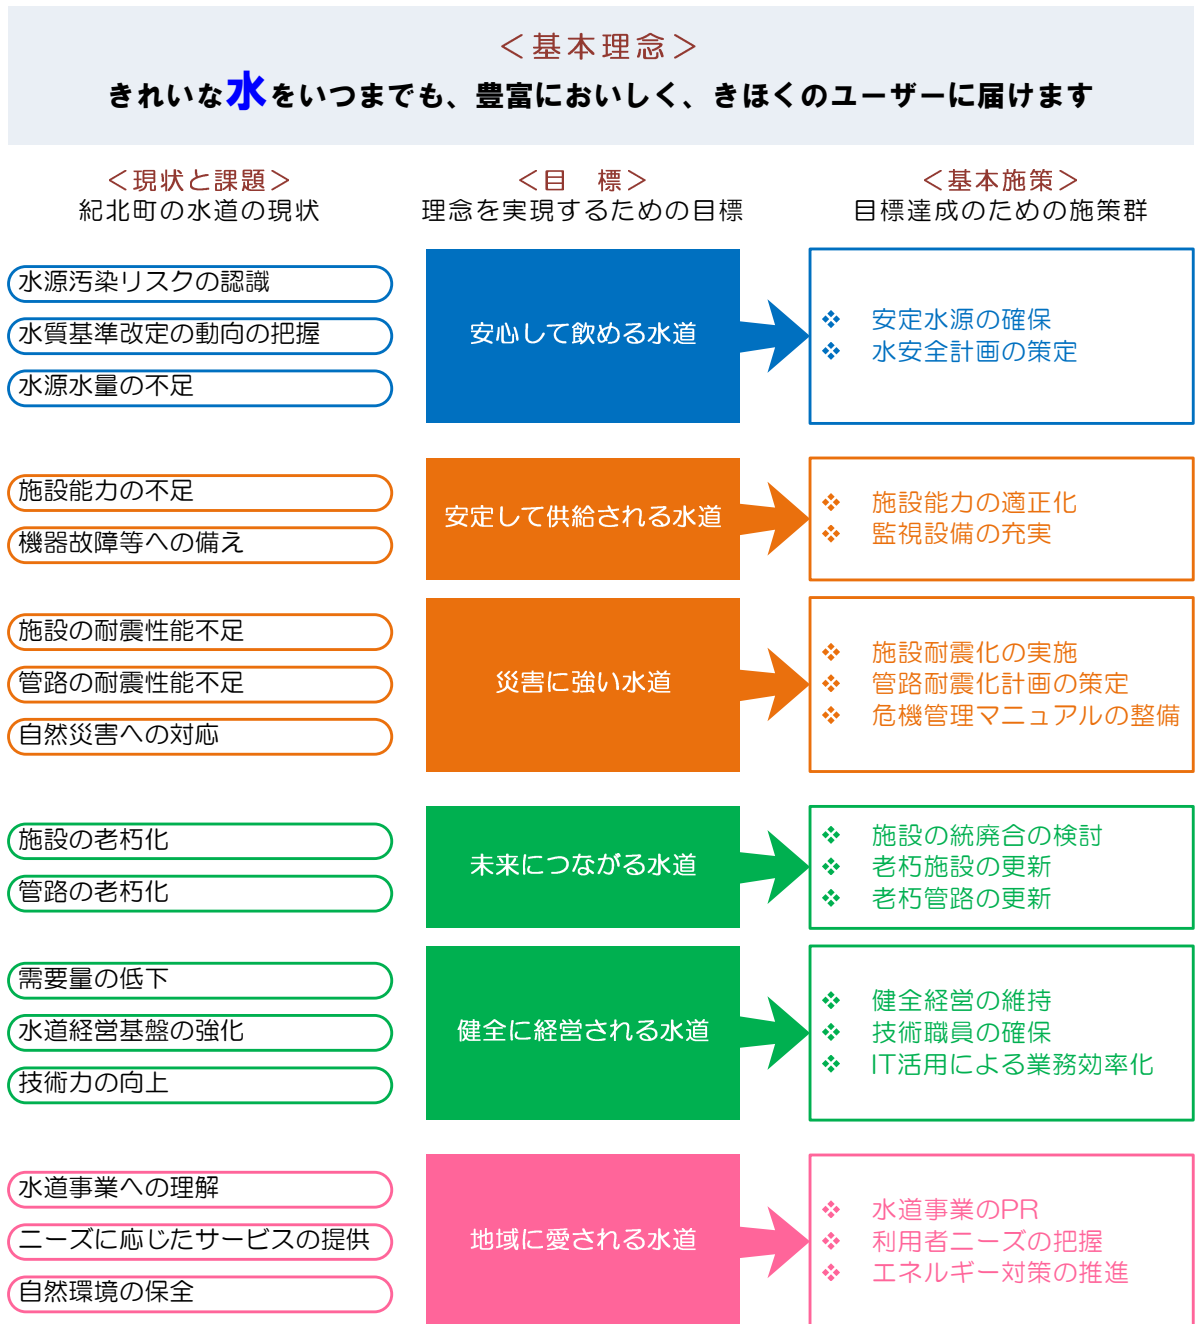 ＜基本理念＞
きれいな水をいつまでも、豊富においしく、きほくのユーザーに届けます
＜現状と課題＞
紀北町の水道の現状
＜目　標＞
理念を実現するための目標
＜基本施策＞
目標達成のための施策群
水源汚染リスクの認識
水質基準改定の動向の把握
水源水量の不足
安心して飲める水道
❖ 安定水源の確保
❖ 水安全計画の策定
施設能力の不足
機器故障等への備え
安定して供給される水道
❖ 施設能力の適正化
❖ 監視設備の充実
施設の耐震性能不足
管路の耐震性能不足
自然災害への対応
災害に強い水道
❖ 施設耐震化の実施
❖ 管路耐震化計画の策定
❖ 危機管理マニュアルの整備
施設の老朽化
管路の老朽化
未来につながる水道
❖ 施設の統廃合の検討
❖ 老朽施設の更新
❖ 老朽管路の更新
需要量の低下
水道経営基盤の強化
技術力の向上
健全に経営される水道
❖ 健全経営の維持
❖ 技術職員の確保
❖ IT活用による業務効率化
水道事業への理解
ニーズに応じたサービスの提供
自然環境の保全
地域に愛される水道
❖ 水道事業のPR
❖ 利用者ニーズの把握
❖ エネルギー対策の推進